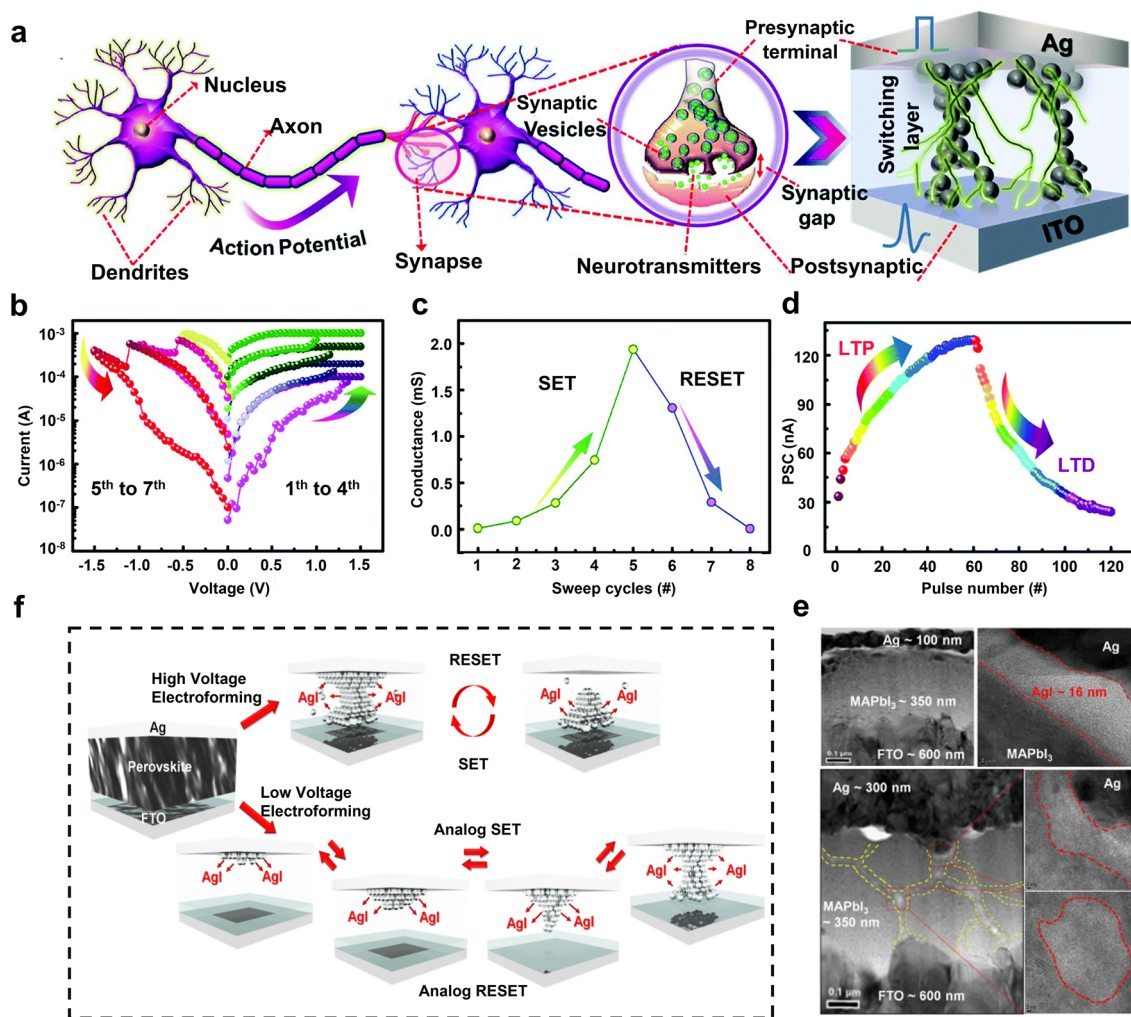 a
Nucleus
Axon
Action Potential
Dendrites
Synapse
Synaptic
Vesicles
Presynaptic
terminal
Synaptic
gap
Neurotransmitters
Postsynaptic
Switching
layer
Ag
ITO
b
Current (A)
10⁻³
10⁻⁴
10⁻⁵
10⁻⁶
10⁻⁷
10⁻⁸
5th to 7th
1th to 4th
-1.5 -1.0 -0.5 0.0 0.5 1.0 1.5
Voltage (V)
c
Conductance (mS)
2.0
1.5
1.0
0.5
0.0
SET
RESET
1 2 3 4 5 6 7 8
Sweep cycles (#)
d
PSC (nA)
120
90
60
30
0
LTP
LTD
0 20 40 60 80 100 120
Pulse number (#)
f
High Voltage
Electroforming
Ag
Perovskite
FTO
Low Voltage
Electroforming
RESET
SET
AgI
AgI
AgI
AgI
Analog SET
AgI
AgI
AgI
AgI
AgI
AgI
AgI
AgI
Analog RESET
e
Ag ~ 100 nm
MAPbI₃ ~ 350 nm
FTO ~ 600 nm
0.1 μm
Ag
AgI ~ 16 nm
MAPbI₃
Ag ~ 300 nm
MAPbI₃
~ 350 nm
FTO ~ 600 nm
0.1 μm
Ag